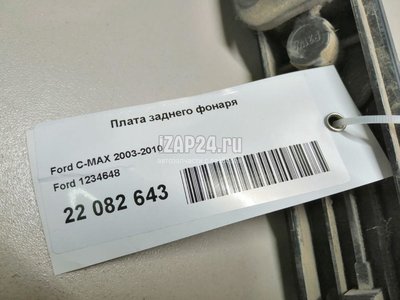 Плата заднего фонаря
IZAP24.ru
Ford C-MAX 2003-2010
Ford 1234648
22 082 643